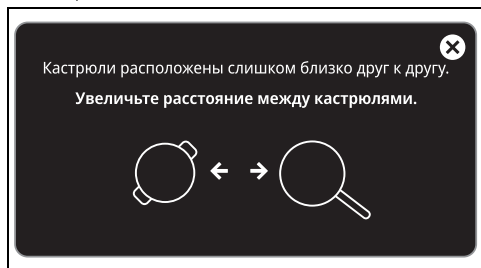 Кастрюли расположены слишком близко друг к другу.
Увеличьте расстояние между кастрюлями.